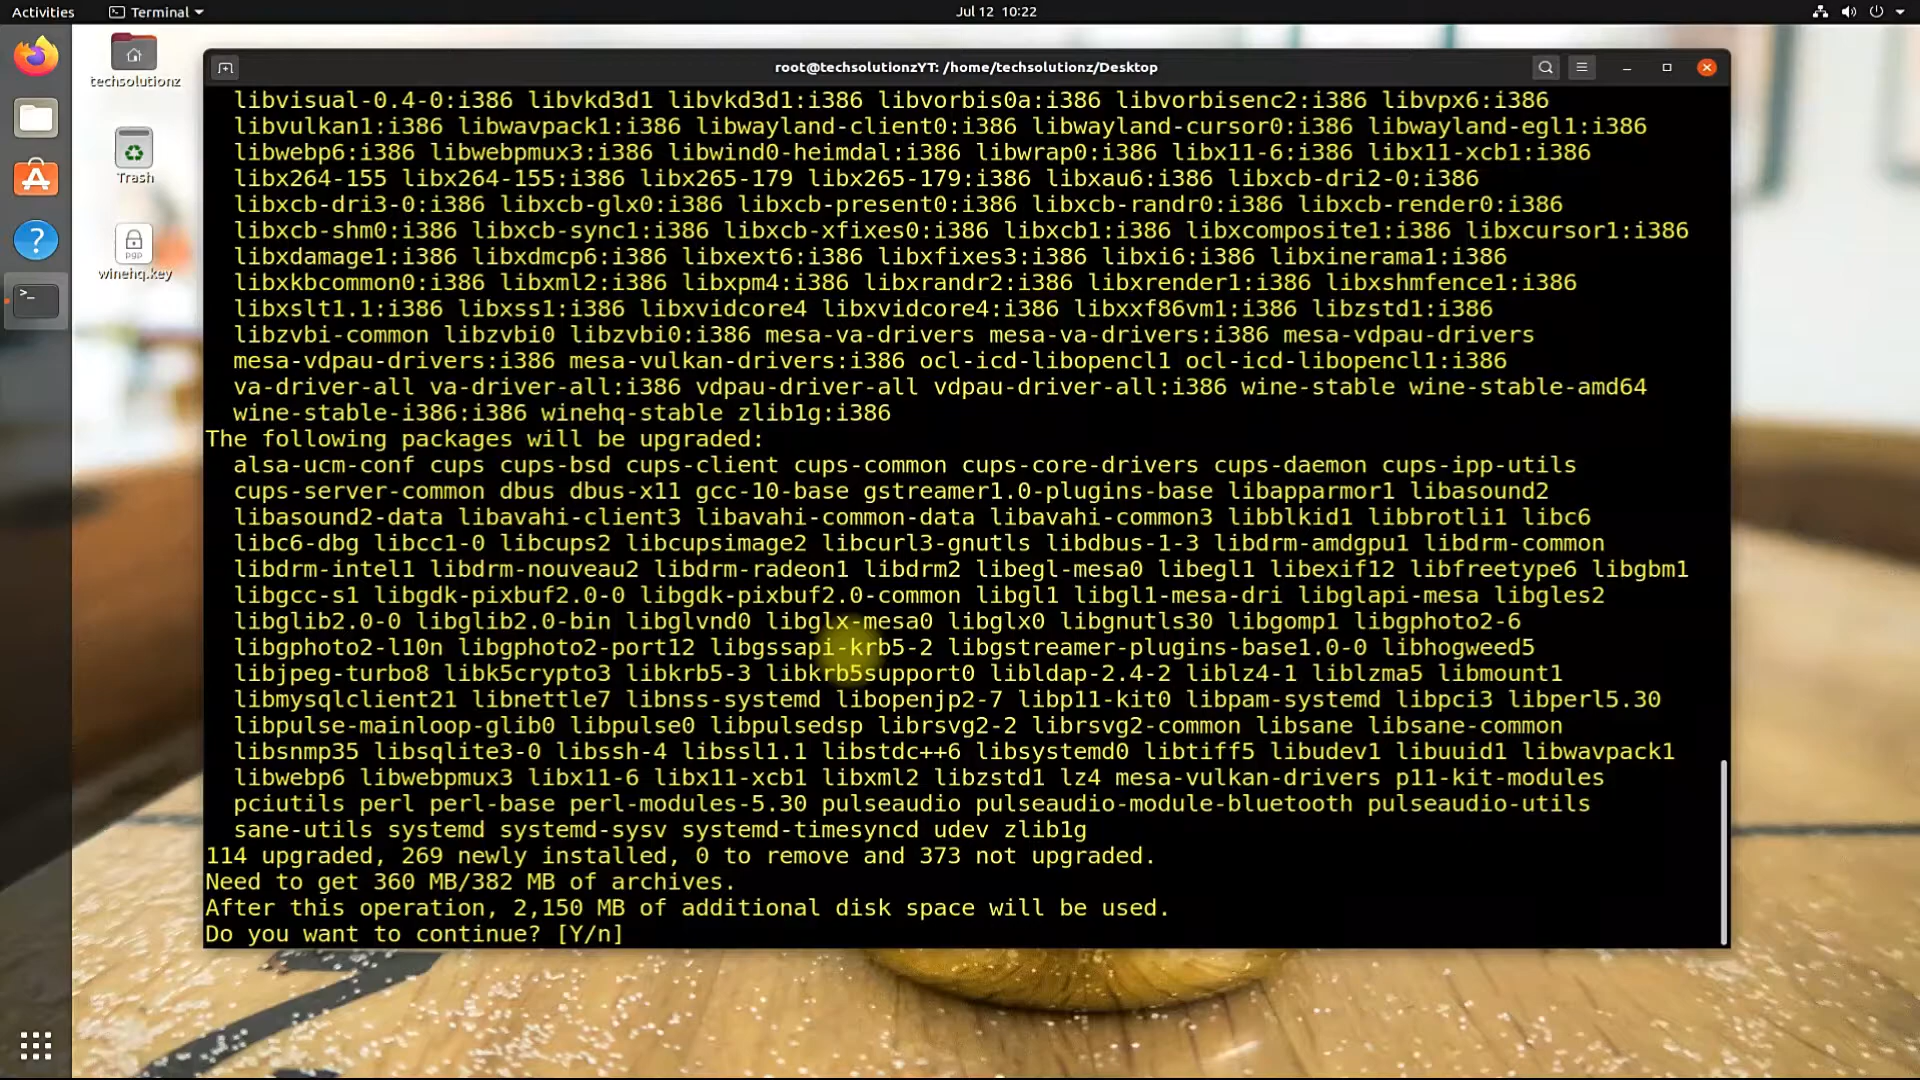 Activities
Terminal
Jul 12 10:22
techsolutionz
Trash
pgp
winehq.key
root@techsolutionzYT: /home/techsolutionz/Desktop
libvisual-0.4-0:i386 libvkd3d1 libvkd3d1:i386 libvorbis0a:i386 libvorbisenc2:i386 libvpx6:i386
libvulkan1:i386 libwavpack1:i386 libwayland-client0:i386 libwayland-cursor0:i386 libwayland-egl1:i386
libwebp6:i386 libwebpmux3:i386 libwind0-heimdal:i386 libwrap0:i386 libx11-6:i386 libx11-xcb1:i386
libx264-155 libx264-155:i386 libx265-179 libx265-179:i386 libxau6:i386 libxcb-dri2-0:i386
libxcb-dri3-0:i386 libxcb-glx0:i386 libxcb-present0:i386 libxcb-randr0:i386 libxcb-render0:i386
libxcb-shm0:i386 libxcb-sync1:i386 libxcb-xfixes0:i386 libxcb1:i386 libxcomposite1:i386 libxcursor1:i386
libxdamage1:i386 libxdmcp6:i386 libxext6:i386 libxfixes3:i386 libxi6:i386 libxinerama1:i386
libxkbcommon0:i386 libxml2:i386 libxpm4:i386 libxrandr2:i386 libxrender1:i386 libxshmfence1:i386
libxslt1.1:i386 libxss1:i386 libxvidcore4 libxvidcore4:i386 libxxf86vm1:i386 libzstd1:i386
libzvbi-common libzvbi0 libzvbi0:i386 mesa-va-drivers mesa-va-drivers:i386 mesa-vdpau-drivers
mesa-vdpau-drivers:i386 mesa-vulkan-drivers:i386 ocl-icd-libopencl1 ocl-icd-libopencl1:i386
va-driver-all va-driver-all:i386 vdpau-driver-all vdpau-driver-all:i386 wine-stable wine-stable-amd64
wine-stable-i386:i386 winehq-stable zlib1g:i386
The following packages will be upgraded:
alsa-ucm-conf cups cups-bsd cups-client cups-common cups-core-drivers cups-daemon cups-ipp-utils
cups-server-common dbus dbus-x11 gcc-10-base gstreamer1.0-plugins-base libapparmor1 libasound2
libasound2-data libavahi-client3 libavahi-common-data libavahi-common3 libblkid1 libbrotli1 libc6
libc6-dbg libcc1-0 libcups2 libcupsimage2 libcurl3-gnutls libdbus-1-3 libdrm-amdgpu1 libdrm-common
libdrm-intel1 libdrm-nouveau2 libdrm-radeon1 libdrm2 libegl-mesa0 libegl1 libexif12 libfreetype6 libgbm1
libgcc-s1 libgdk-pixbuf2.0-0 libgdk-pixbuf2.0-common libgl1 libgl1-mesa-dri libglapi-mesa libgles2
libglib2.0-0 libglib2.0-bin libglvnd0 libglx-mesa0 libglx0 libgnutls30 libgomp1 libgphoto2-6
libgphoto2-l10n libgphoto2-port12 libgssapi-krb5-2 libgstreamer-plugins-base1.0-0 libhogweed5
libjpeg-turbo8 libk5crypto3 libkrb5-3 libkrb5support0 libldap-2.4-2 liblz4-1 liblzma5 libmount1
libmysqlclient21 libnettle7 libnss-systemd libopenjp2-7 libp11-kit0 libpam-systemd libpci3 libperl5.30
libpulse-mainloop-glib0 libpulse0 libpulsedsp librsvg2-2 librsvg2-common libsane libsane-common
libsnmp35 libsqlite3-0 libssh-4 libssl1.1 libstdc++6 libsystemd0 libtiff5 libudev1 libuuid1 libwavpack1
libwebp6 libwebpmux3 libx11-6 libx11-xcb1 libxml2 libzstd1 lz4 mesa-vulkan-drivers p11-kit-modules
pciutils perl perl-base perl-modules-5.30 pulseaudio pulseaudio-module-bluetooth pulseaudio-utils
sane-utils systemd systemd-sysv systemd-timesyncd udev zlib1g
114 upgraded, 269 newly installed, 0 to remove and 373 not upgraded.
Need to get 360 MB/382 MB of archives.
After this operation, 2,150 MB of additional disk space will be used.
Do you want to continue? [Y/n]